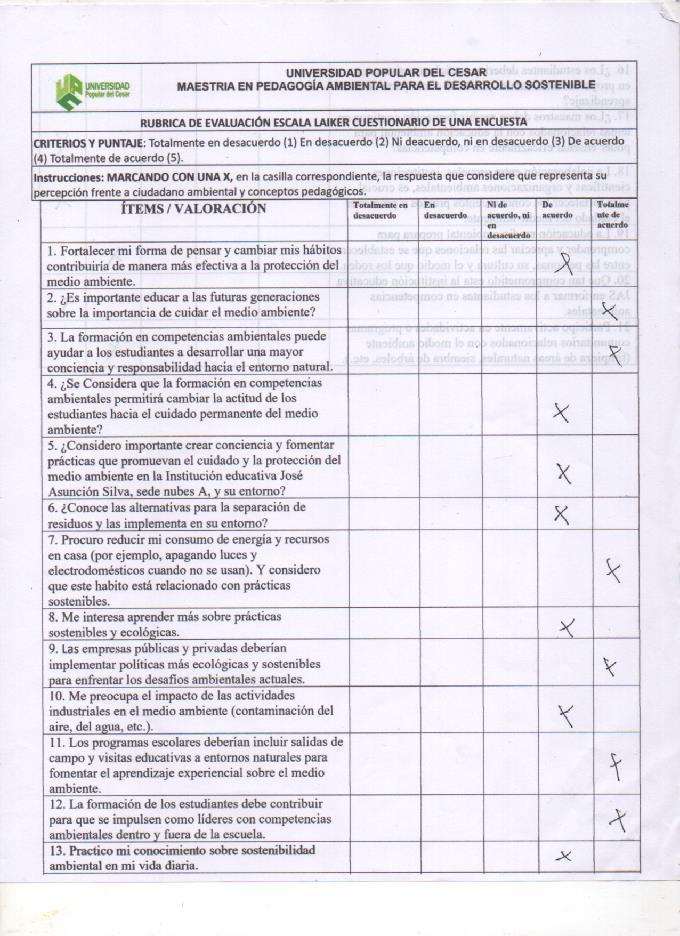 UNIVERSIDAD
Popular del Cesar
UNIVERSIDAD POPULAR DEL CESAR
MAESTRIA EN PEDAGOGÍA AMBIENTAL PARA EL DESARROLLO SOSTENIBLE
RUBRICA DE EVALUACIÓN ESCALA LAIKER CUESTIONARIO DE UNA ENCUESTA
CRITERIOS Y PUNTAJE: Totalmente en desacuerdo (1) En desacuerdo (2) Ni deacuerdo, ni en desacuerdo (3) De acuerdo
(4) Totalmente de acuerdo (5).
Instrucciones: MARCANDO CON UNA X, en la casilla correspondiente, la respuesta que considere que representa su
percepción frente a ciudadano ambiental y conceptos pedagógicos.
ÍTEMS / VALORACIÓN
Totalmente en
desacuerdo
En
desacuerdo
Ni de
acuerdo, ni
en
desacuerdo
De
acuerdo
Totalme
nte de
acuerdo
1. Fortalecer mi forma de pensar y cambiar mis hábitos
contribuiría de manera más efectiva a la protección del
medio ambiente.
X
2. ¿Es importante educar a las futuras generaciones
sobre la importancia de cuidar el medio ambiente?
X
3. La formación en competencias ambientales puede
ayudar a los estudiantes a desarrollar una mayor
conciencia y responsabilidad hacia el entorno natural.
X
4. ¿Se Considera que la formación en competencias
ambientales permitirá cambiar la actitud de los
estudiantes hacia el cuidado permanente del medio
ambiente?
X
5. ¿Considero importante crear conciencia y fomentar
prácticas que promuevan el cuidado y la protección del
medio ambiente en la Institución educativa José
Asunción Silva, sede nubes A, y su entorno?
X
6. ¿Conoce las alternativas para la separación de
residuos y las implementa en su entorno?
X
7. Procuro reducir mi consumo de energía y recursos
en casa (por ejemplo, apagando luces y
electrodomésticos cuando no se usan). Y considero
que este habito está relacionado con prácticas
sostenibles.
X
8. Me interesa aprender más sobre prácticas
sostenibles y ecológicas.
X
9. Las empresas públicas y privadas deberían
implementar políticas más ecológicas y sostenibles
para enfrentar los desafíos ambientales actuales.
X
10. Me preocupa el impacto de las actividades
industriales en el medio ambiente (contaminación del
aire, del agua, etc.).
X
11. Los programas escolares deberían incluir salidas de
campo y visitas educativas a entornos naturales para
fomentar el aprendizaje experiencial sobre el medio
ambiente.
X
12. La formación de los estudiantes debe contribuir
para que se impulsen como líderes con competencias
ambientales dentro y fuera de la escuela.
X
13. Practico mi conocimiento sobre sostenibilidad
ambiental en mi vida diaria.
X